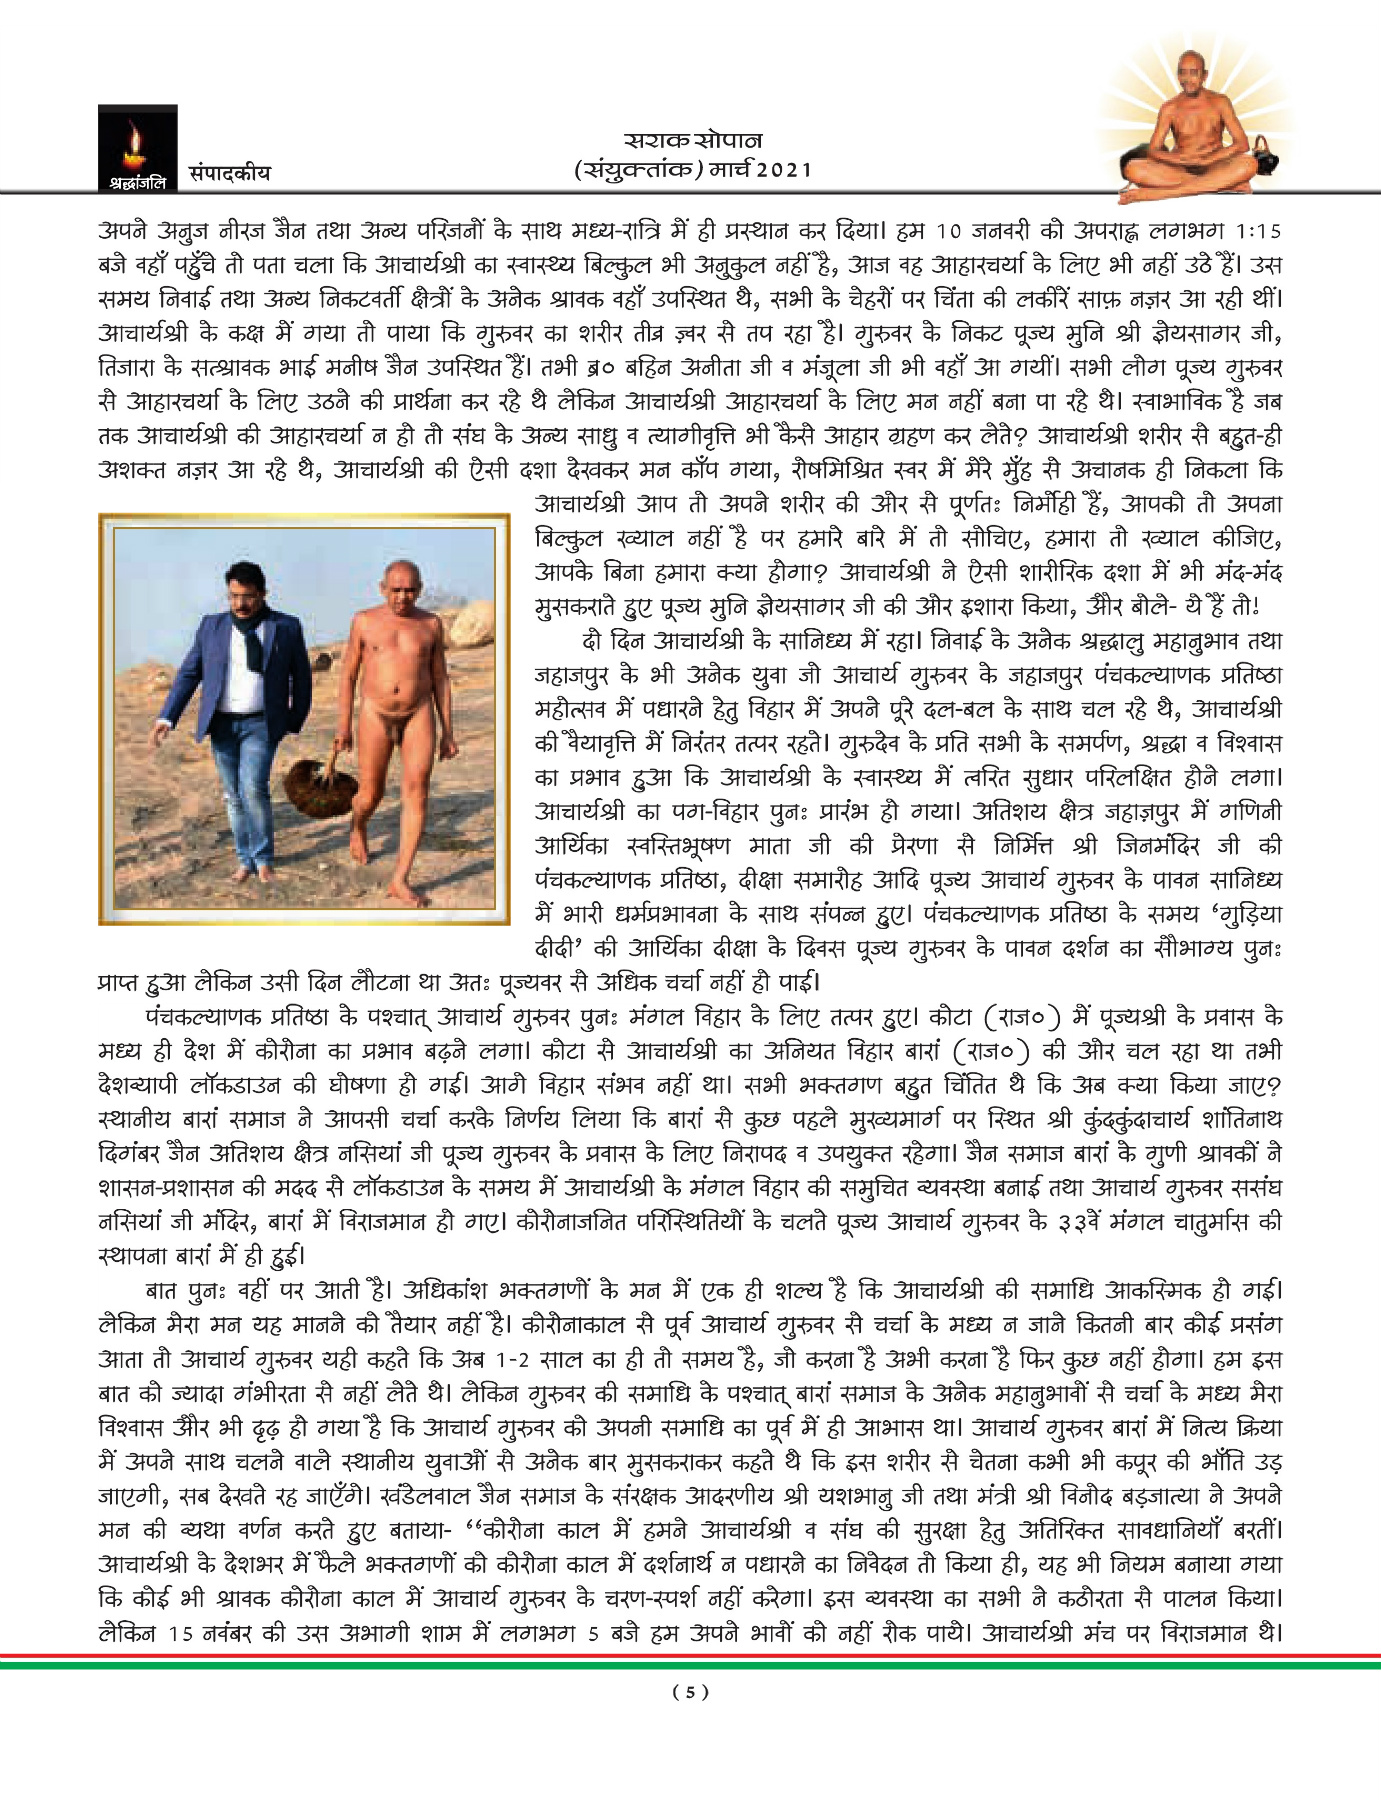 श्रद्धांजलि
संपादकीय
सराक सोपान
(संयुक्तांक) मार्च 2021
अपने अनुज नीरज जैन तथा अन्य परिजनों के साथ मध्य-रात्रि में ही प्रस्थान कर दिया। हम 10 जनवरी को अपराह्न लगभग 1:15
बजे वहाँ पहुँचे तो पता चला कि आचार्यश्री का स्वास्थ्य बिल्कुल भी अनुकुल नहीं है, आज वह आहारचर्या के लिए भी नहीं उठे हैं। उस
समय निवाई तथा अन्य निकटवर्ती क्षैत्रों के अनेक श्रावक वहाँ उपस्थित थे, सभी के चेहरों पर चिंता की लकीरें साफ़ नज़र आ रही थीं।
आचार्यश्री के कक्ष में गया तो पाया कि गुरुवर का शरीर तीव्र ज़्वर से तप रहा है। गुरुवर के निकट पूज्य मुनि श्री ज्ञेयसागर जी,
तिजारा के सत्श्रावक भाई मनीष जैन उपस्थित हैं। तभी ब्र० बहिन अनीता जी व मंजूला जी भी वहाँ आ गयीं। सभी लोग पूज्य गुरुवर
से आहारचर्या के लिए उठने की प्रार्थना कर रहे थे लेकिन आचार्यश्री आहारचर्या के लिए मन नहीं बना पा रहे थे। स्वाभाविक है जब
तक आचार्यश्री की आहारचर्या न हो तो संघ के अन्य साधु व त्यागीवृत्ति भी कैसे आहार ग्रहण कर लेते? आचार्यश्री शरीर से बहुत-ही
अशक्त नज़र आ रहे थे, आचार्यश्री की ऐसी दशा देखकर मन काँप गया, रोषमिश्रित स्वर में मेरे मुँह से अचानक ही निकला कि
आचार्यश्री आप तो अपने शरीर की ओर से पूर्णतः निर्मोही हैं, आपको तो अपना
बिल्कुल ख्याल नहीं है पर हमारे बारे में तो सोचिए, हमारा तो ख्याल कीजिए,
आपके बिना हमारा क्या होगा? आचार्यश्री ने ऐसी शारीरिक दशा में भी मंद-मंद
मुसकराते हुए पूज्य मुनि ज्ञेयसागर जी की ओर इशारा किया, और बोले- ये हैं तो!
दो दिन आचार्यश्री के सानिध्य में रहा। निवाई के अनेक श्रद्धालु महानुभाव तथा
जहाजपुर के भी अनेक युवा जो आचार्य गुरुवर के जहाजपुर पंचकल्याणक प्रतिष्ठा
महोत्सव में पधारने हेतु विहार में अपने पूरे दल-बल के साथ चल रहे थे, आचार्यश्री
की वैयावृत्ति में निरंतर तत्पर रहते। गुरुदेव के प्रति सभी के समर्पण, श्रद्धा व विश्वास
का प्रभाव हुआ कि आचार्यश्री के स्वास्थ्य में त्वरित सुधार परिलक्षित होने लगा।
आचार्यश्री का पग-विहार पुनः प्रारंभ हो गया। अतिशय क्षैत्र जहाज़पुर में गणिनी
आर्यिका स्वस्तिभूषण माता जी की प्रेरणा से निर्मित्त श्री जिनमंदिर जी की
पंचकल्याणक प्रतिष्ठा, दीक्षा समारोह आदि पूज्य आचार्य गुरुवर के पावन सानिध्य
में भारी धर्मप्रभावना के साथ संपन्न हुए। पंचकल्याणक प्रतिष्ठा के समय ‘गुड़िया
दीदी’ की आर्यिका दीक्षा के दिवस पूज्य गुरुवर के पावन दर्शन का सौभाग्य पुनः
प्राप्त हुआ लेकिन उसी दिन लौटना था अतः पूज्यवर से अधिक चर्चा नहीं हो पाई।
पंचकल्याणक प्रतिष्ठा के पश्चात् आचार्य गुरुवर पुनः मंगल विहार के लिए तत्पर हुए। कोटा (राज०) में पूज्यश्री के प्रवास के
मध्य ही देश में कोरोना का प्रभाव बढ़ने लगा। कोटा से आचार्यश्री का अनियत विहार बारां (राज०) की ओर चल रहा था तभी
देशव्यापी लॉकडाउन की घोषणा हो गई। आगे विहार संभव नहीं था। सभी भक्तगण बहुत चिंतित थे कि अब क्या किया जाए?
स्थानीय बारां समाज ने आपसी चर्चा करके निर्णय लिया कि बारां से कुछ पहले मुख्यमार्ग पर स्थित श्री कुंदकुंदाचार्य शांतिनाथ
दिगंबर जैन अतिशय क्षैत्र नसियां जी पूज्य गुरुवर के प्रवास के लिए निरापद व उपयुक्त रहेगा। जैन समाज बारां के गुणी श्रावकों ने
शासन-प्रशासन की मदद से लॉकडाउन के समय में आचार्यश्री के मंगल विहार की समुचित व्यवस्था बनाई तथा आचार्य गुरुवर ससंघ
नसियां जी मंदिर, बारां में विराजमान हो गए। कोरोनाजनित परिस्थितियों के चलते पूज्य आचार्य गुरुवर के ३३वें मंगल चातुर्मास की
स्थापना बारां में ही हुई।
बात पुनः वहीं पर आती है। अधिकांश भक्तगणों के मन में एक ही शल्य है कि आचार्यश्री की समाधि आकस्मिक हो गई।
लेकिन मेरा मन यह मानने को तैयार नहीं है। कोरोनाकाल से पूर्व आचार्य गुरुवर से चर्चा के मध्य न जाने कितनी बार कोई प्रसंग
आता तो आचार्य गुरुवर यही कहते कि अब 1-2 साल का ही तो समय है, जो करना है अभी करना है फिर कुछ नहीं होगा। हम इस
बात को ज्यादा गंभीरता से नहीं लेते थे। लेकिन गुरुवर की समाधि के पश्चात् बारां समाज के अनेक महानुभावों से चर्चा के मध्य मेरा
विश्वास और भी दृढ़ हो गया है कि आचार्य गुरुवर को अपनी समाधि का पूर्व में ही आभास था। आचार्य गुरुवर बारां में नित्य क्रिया
में अपने साथ चलने वाले स्थानीय युवाओं से अनेक बार मुसकराकर कहते थे कि इस शरीर से चेतना कभी भी कपूर की भाँति उड़
जाएगी, सब देखते रह जाएँगे। खंडेलवाल जैन समाज के संरक्षक आदरणीय श्री यशभानु जी तथा मंत्री श्री विनोद बड़जात्या ने अपने
मन की व्यथा वर्णन करते हुए बताया- “कोरोना काल में हमने आचार्यश्री व संघ की सुरक्षा हेतु अतिरिक्त सावधानियाँ बरतीं।
आचार्यश्री के देशभर में फैले भक्तगणों को कोरोना काल में दर्शनार्थ न पधारने का निवेदन तो किया ही, यह भी नियम बनाया गया
कि कोई भी श्रावक कोरोना काल में आचार्य गुरुवर के चरण-स्पर्श नहीं करेगा। इस व्यवस्था का सभी ने कठोरता से पालन किया।
लेकिन 15 नवंबर की उस अभागी शाम में लगभग 5 बजे हम अपने भावों को नहीं रोक पाये। आचार्यश्री मंच पर विराजमान थे।
( 5 )